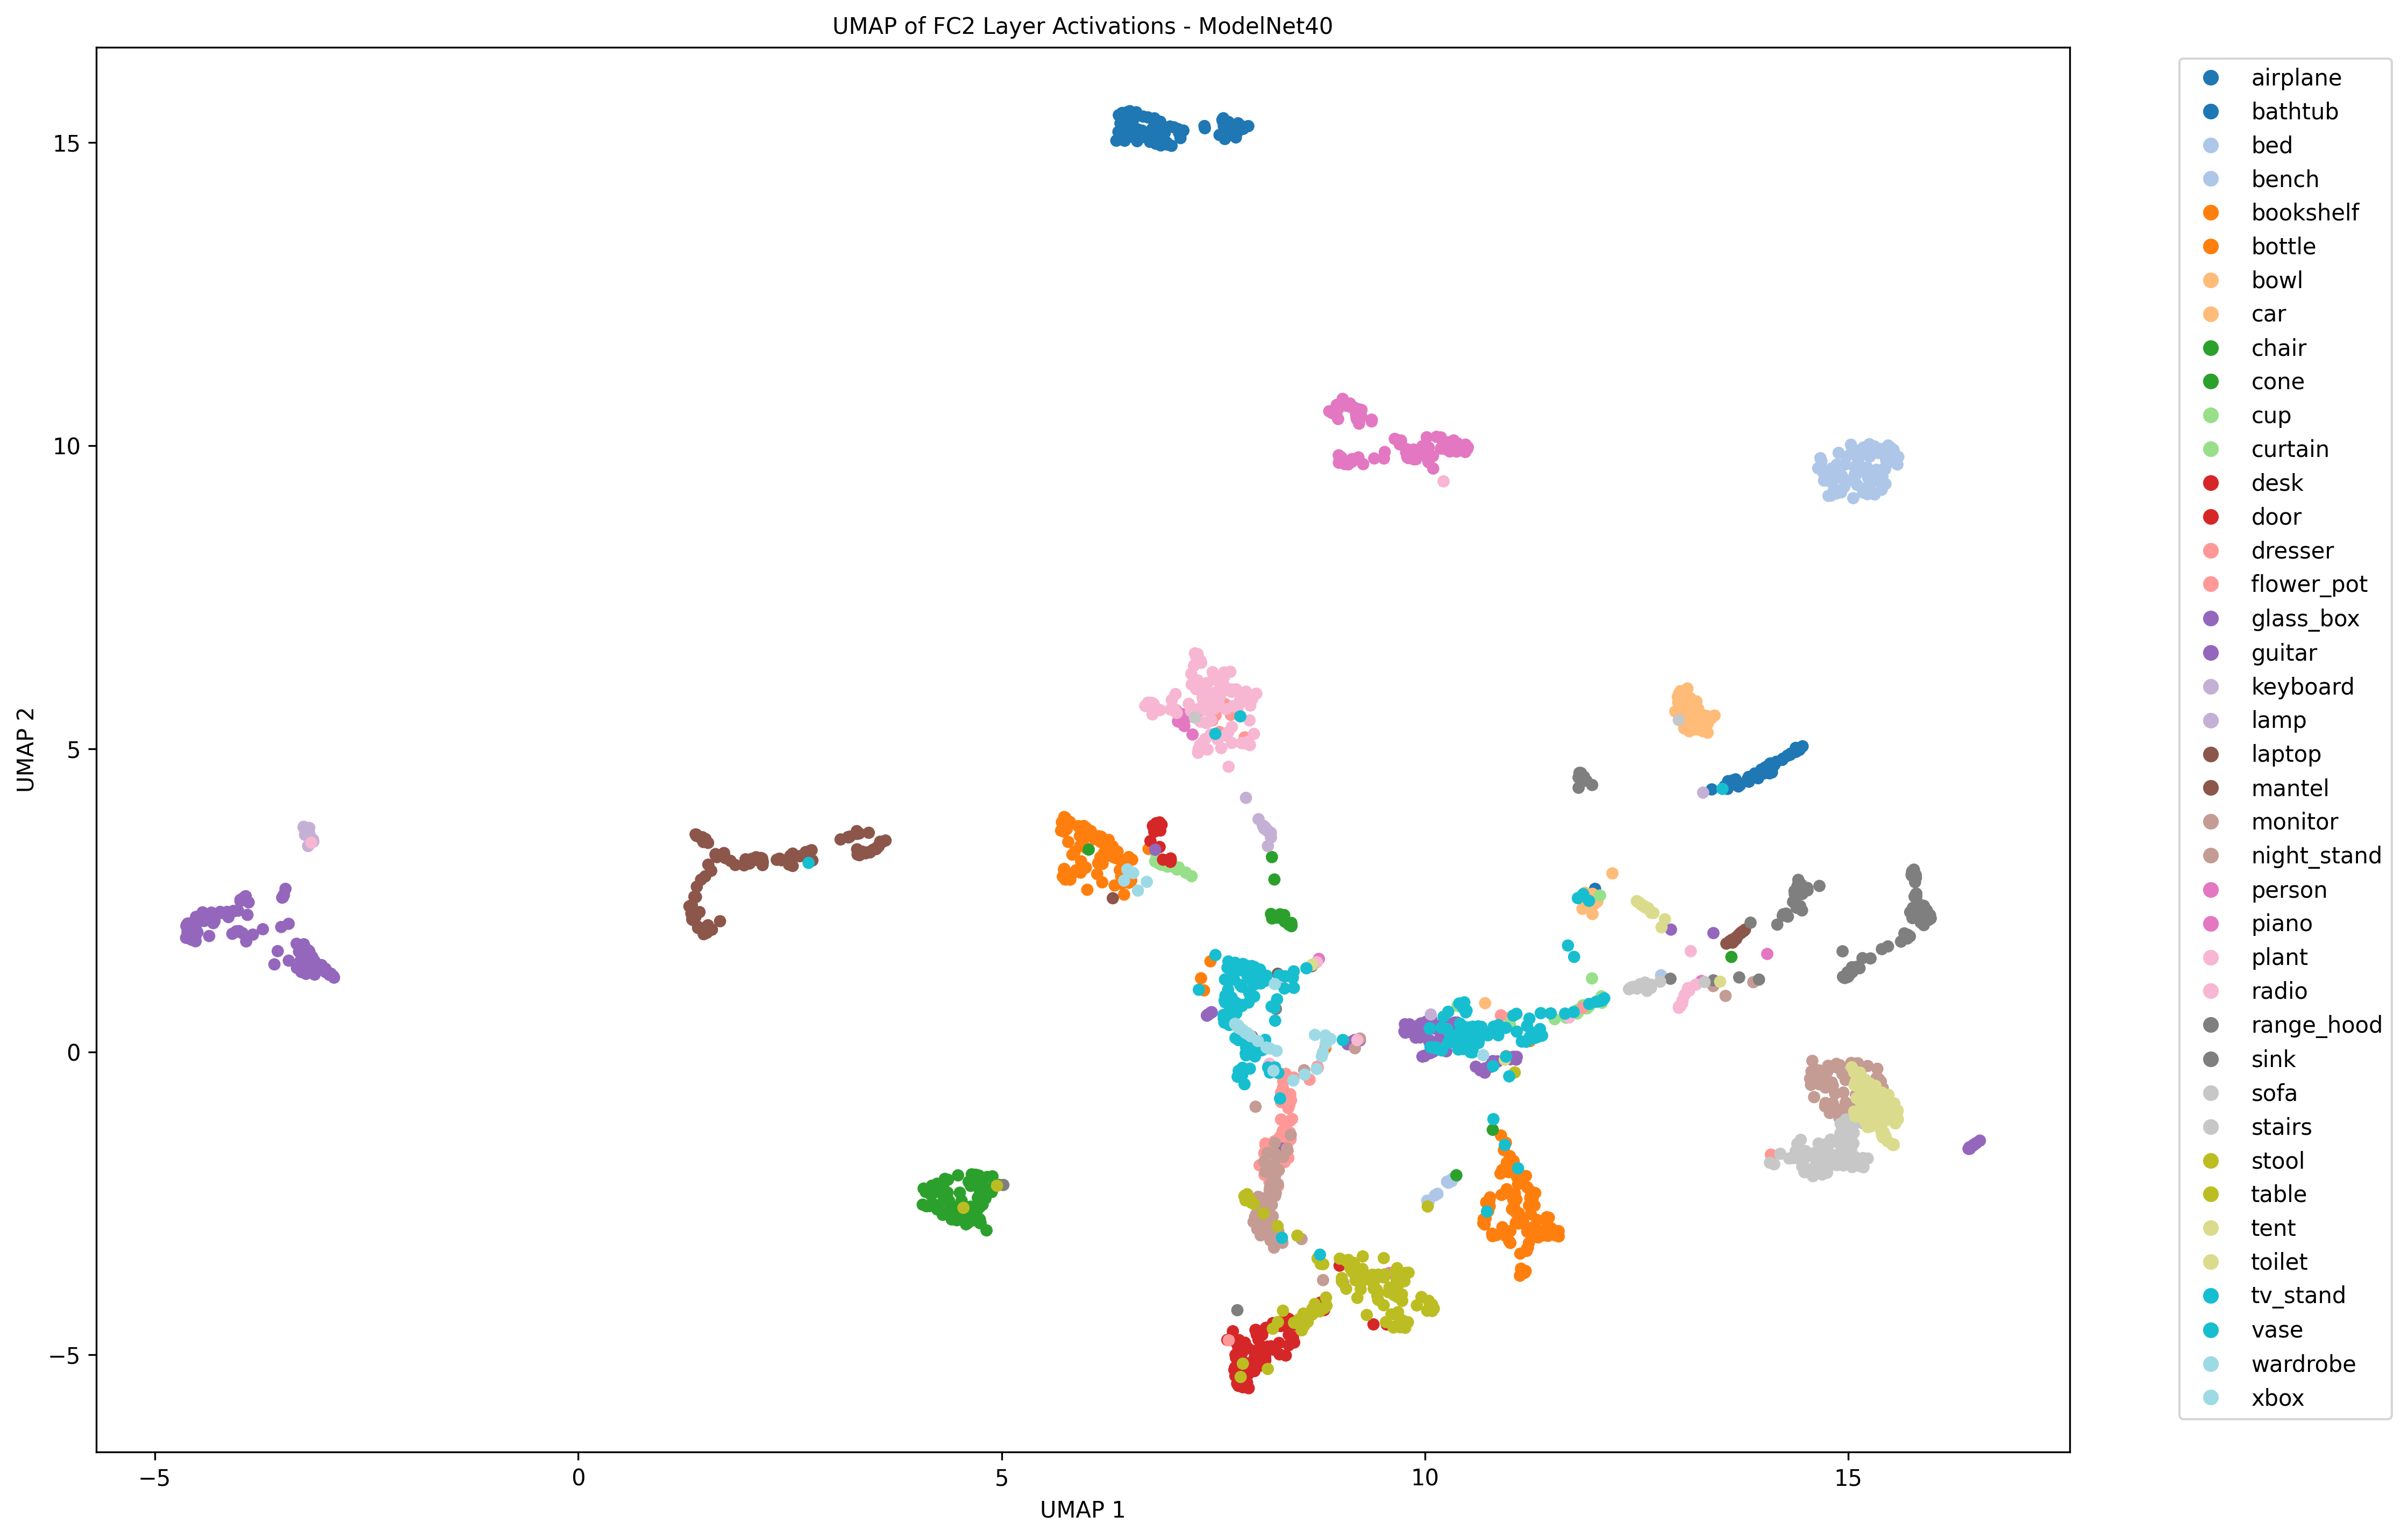 UMAP of FC2 Layer Activations - ModelNet40
15
10
5
0
−5
UMAP 2
−5
0
5
10
15
UMAP 1
airplane
bathtub
bed
bench
bookshelf
bottle
bowl
car
chair
cone
cup
curtain
desk
door
dresser
flower_pot
glass_box
guitar
keyboard
lamp
laptop
mantel
monitor
night_stand
person
piano
plant
radio
range_hood
sink
sofa
stairs
stool
table
tent
toilet
tv_stand
vase
wardrobe
xbox